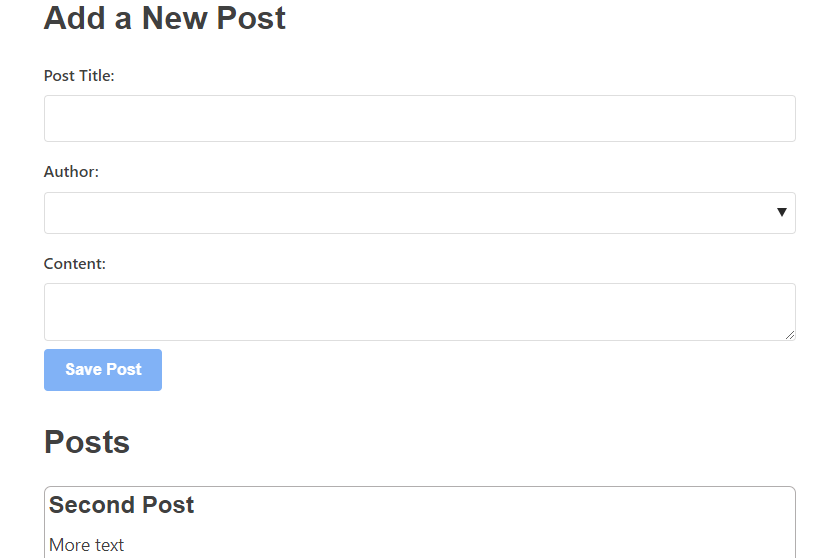 Add a New Post
Post Title:
Author:
Content:
Save Post
Posts
Second Post
More text